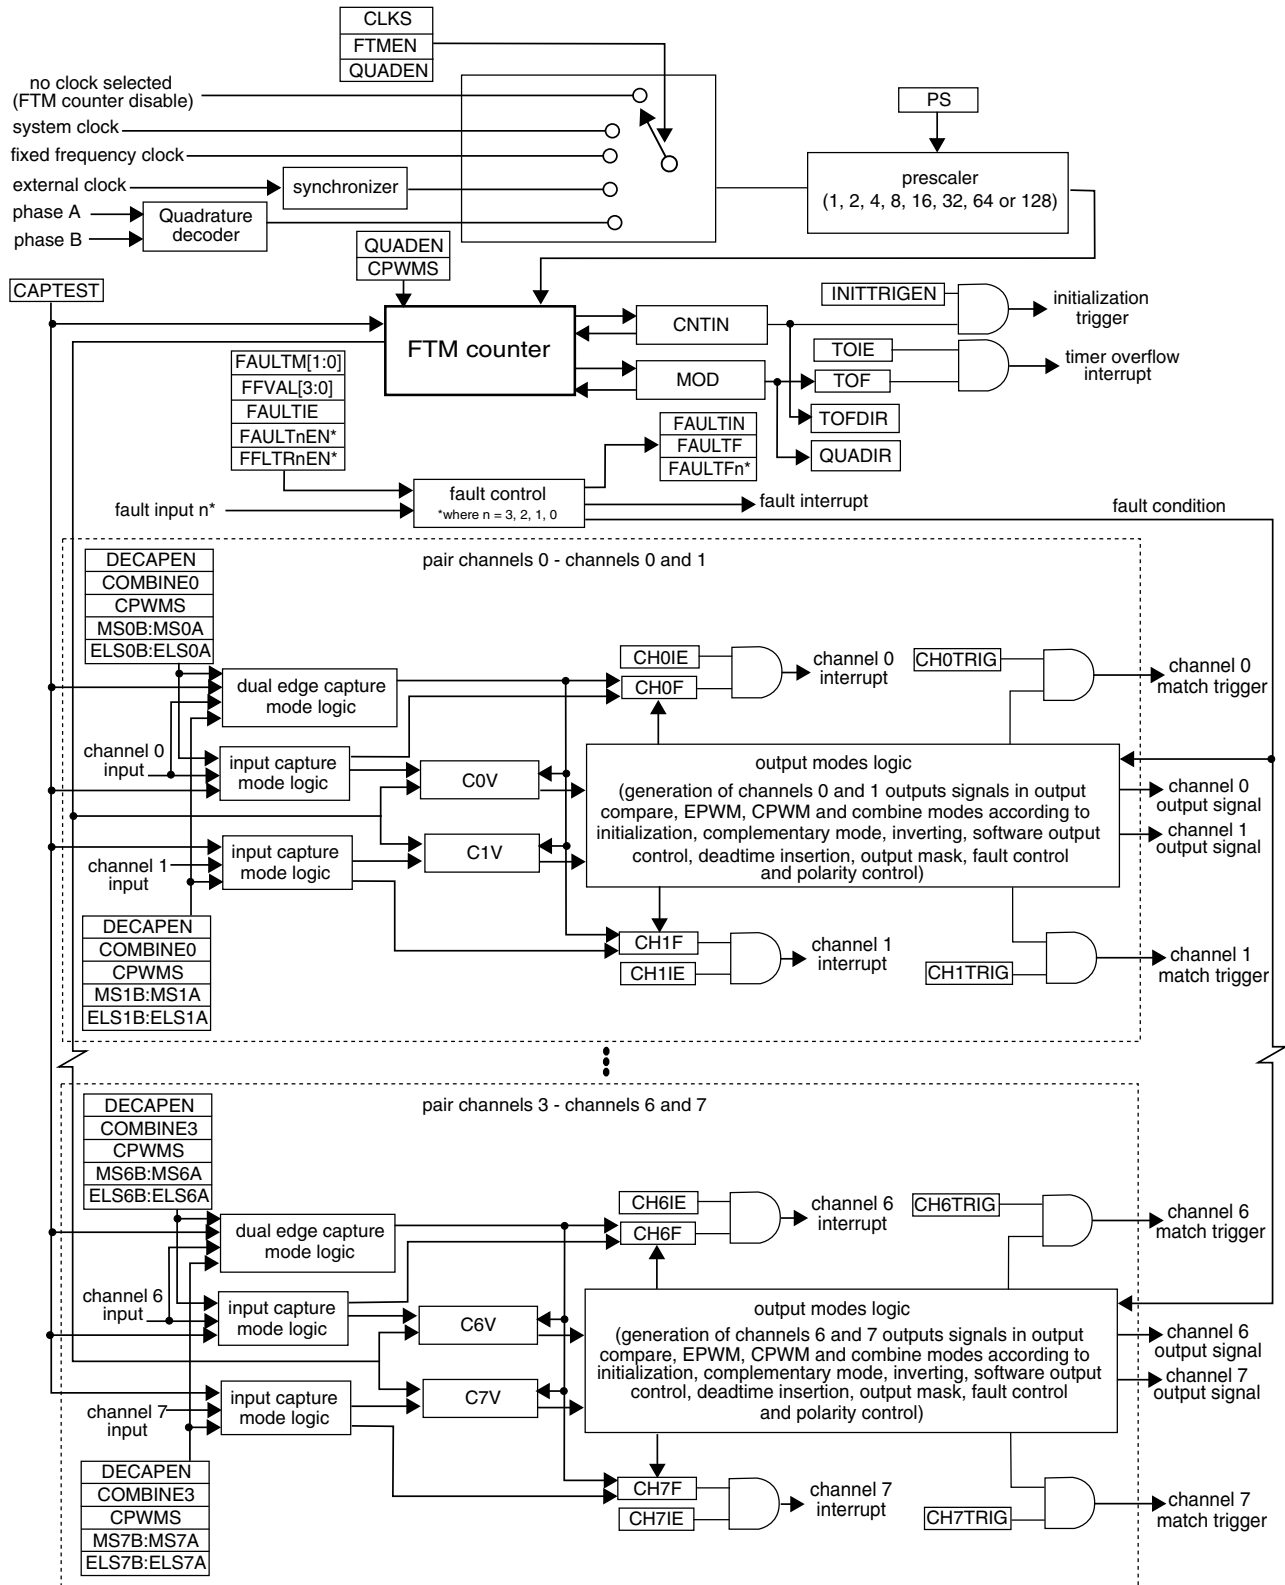 CLKS
FTMEN
QUADEN
no clock selected
(FTM counter disable)
system clock
fixed frequency clock
external clock
synchronizer
phase A
phase B
Quadrature
decoder
PS
prescaler
(1, 2, 4, 8, 16, 32, 64 or 128)
QUADEN
CPWMS
CAPTEST
FTM counter
CNTIN
MOD
INITTRIGEN
initialization
trigger
TOIE
TOF
timer overflow
interrupt
TOFDIR
QUADIR
FAULTM[1:0]
FFVAL[3:0]
FAULTIE
FAULTnEN*
FFLTRnEN*
FAULTIN
FAULTF
FAULTFn*
fault input n*
fault control
*where n = 3, 2, 1, 0
fault interrupt
fault condition
pair channels 0 - channels 0 and 1
DECAPEN
COMBINE0
CPWMS
MS0B:MS0A
ELS0B:ELS0A
dual edge capture
mode logic
channel 0
input
input capture
mode logic
channel 1
input
input capture
mode logic
DECAPEN
COMBINE0
CPWMS
MS1B:MS1A
ELS1B:ELS1A
C0V
C1V
CH0IE
CH0F
channel 0
interrupt
CH0TRIG
channel 0
match trigger
output modes logic
(generation of channels 0 and 1 outputs signals in output
compare, EPWM, CPWM and combine modes according to
initialization, complementary mode, inverting, software output
control, deadtime insertion, output mask, fault control
and polarity control)
channel 0
output signal
channel 1
output signal
CH1F
CH1IE
channel 1
interrupt
CH1TRIG
channel 1
match trigger
pair channels 3 - channels 6 and 7
DECAPEN
COMBINE3
CPWMS
MS6B:MS6A
ELS6B:ELS6A
dual edge capture
mode logic
channel 6
input
input capture
mode logic
channel 7
input
input capture
mode logic
DECAPEN
COMBINE3
CPWMS
MS7B:MS7A
ELS7B:ELS7A
C6V
C7V
CH6IE
CH6F
channel 6
interrupt
CH6TRIG
channel 6
match trigger
output modes logic
(generation of channels 6 and 7 outputs signals in output
compare, EPWM, CPWM and combine modes according to
initialization, complementary mode, inverting, software output
control, deadtime insertion, output mask, fault control
and polarity control)
channel 6
output signal
channel 7
output signal
CH7F
CH7IE
channel 7
interrupt
CH7TRIG
channel 7
match trigger